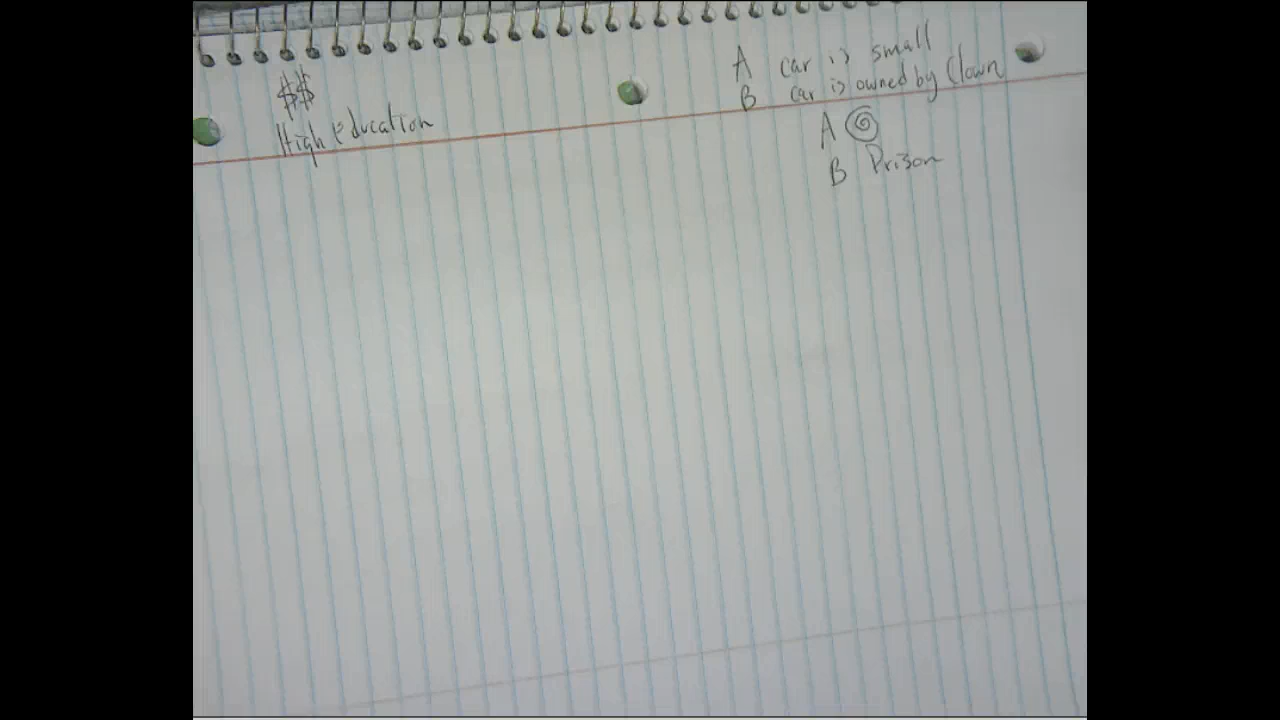 $$
High Education
A car is small
B car is owned by Clown
A
B Prison